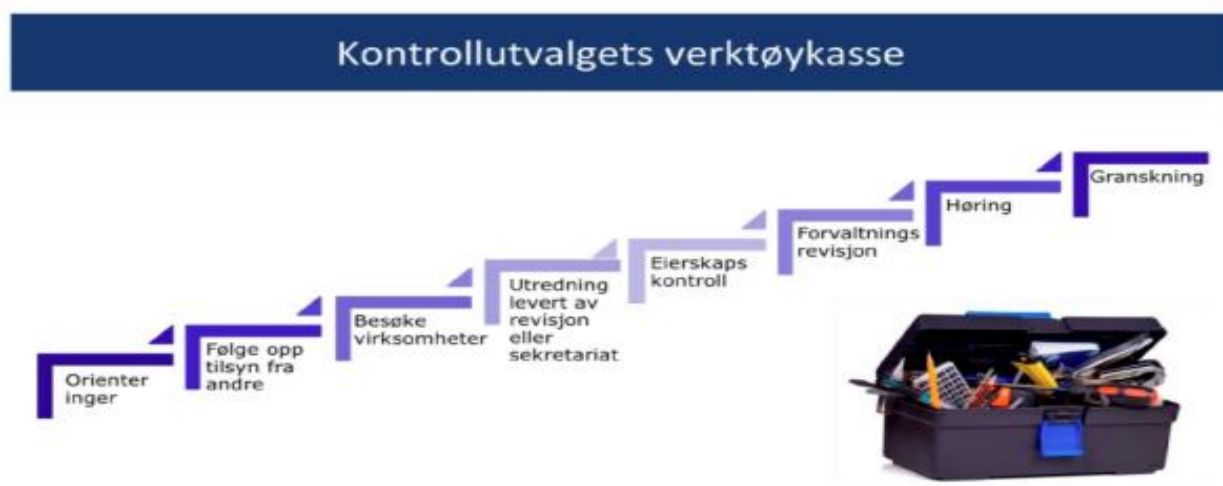 Kontrollutvalgets verktøykasse
Orienter
inger
Følge opp
tilsyn fra
andre
Besøke
virksomheter
Utredning
levert av
revisjon
eller
sekretariat
Eierskaps
kontroll
Forvaltnings
revisjon
Høring
Granskning